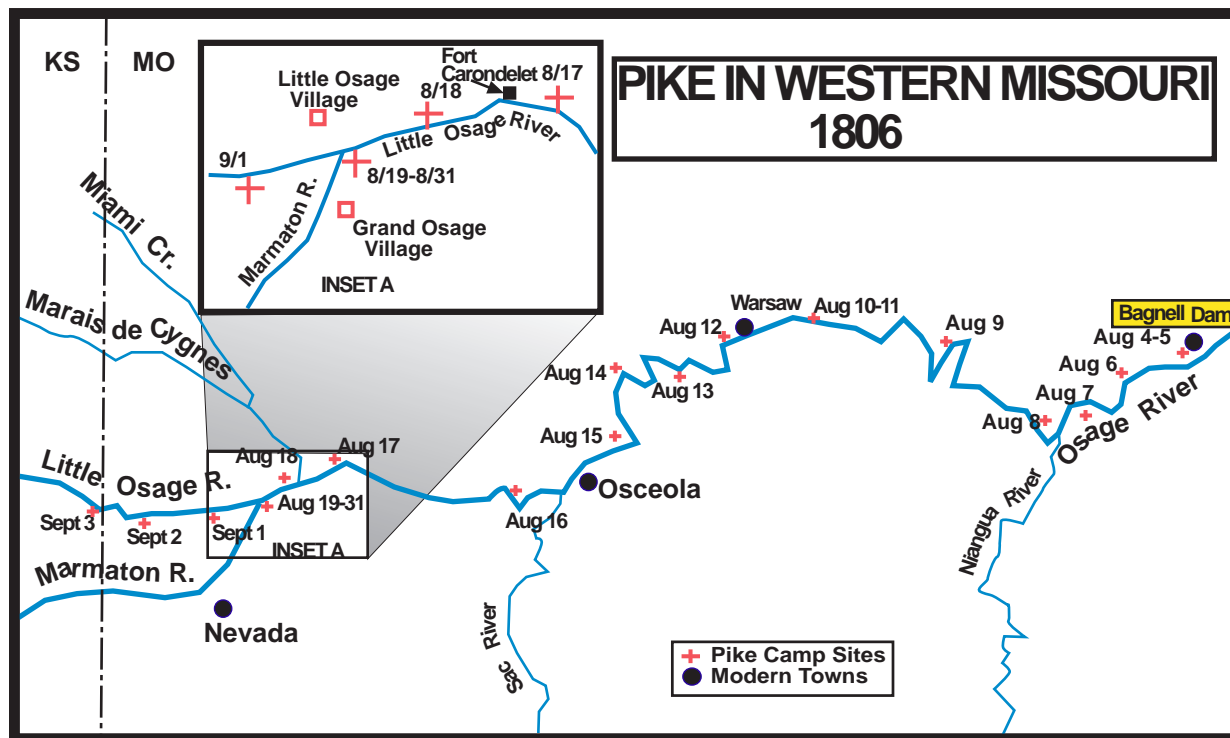 PIKE IN WESTERN MISSOURI
1806
KS
MO
Little Osage
Village
8/18
Fort
Carondelet
8/17
Little Osage River
9/1
8/19-8/31
Marmaton R.
Grand Osage
Village
INSET A
Miami Cr.
Marais de Cygnes
Warsaw
Aug 10-11
Bagnell Dam
Aug 4-5
Aug 6
Aug 7
Aug 8
Aug 9
Osage River
Aug 12
Aug 13
Aug 14
Aug 15
Osceola
Aug 16
Aug 17
Aug 18
Aug 19-31
Little Osage R.
Sept 1
Sept 2
Sept 3
INSET A
Marmaton R.
Nevada
Sac River
Niangua River
Pike Camp Sites
Modern Towns